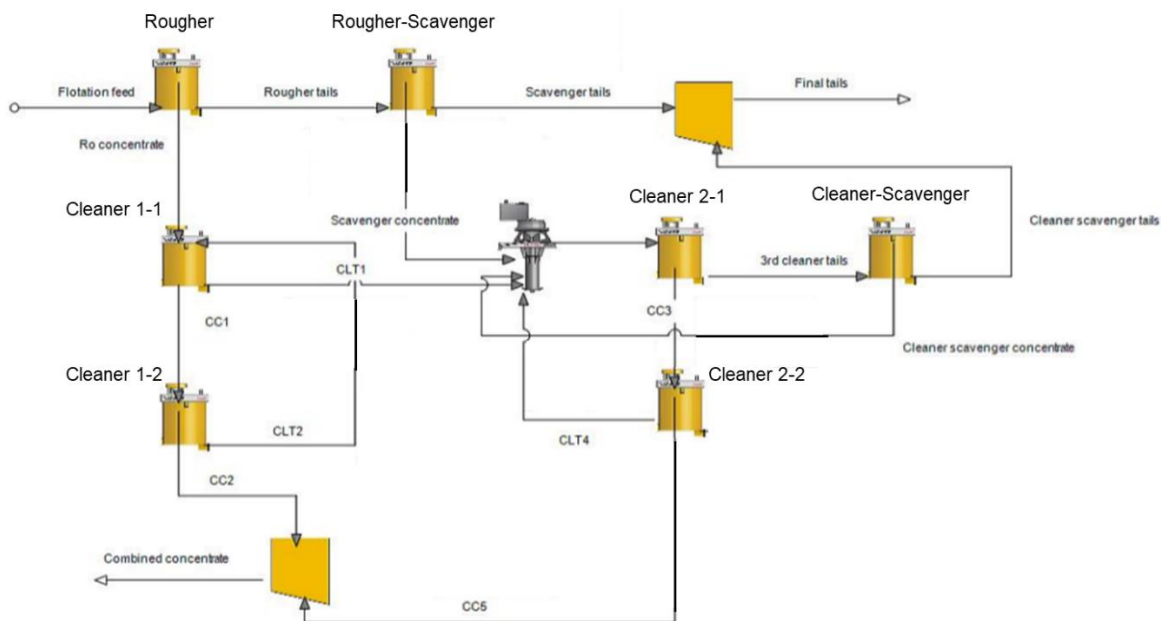 Rougher
Rougher-Scavenger
Flotation feed
Rougher tails
Scavenger tails
Final tails
Ro concentrate
Cleaner 1-1
Scavenger concentrate
Cleaner 2-1
Cleaner-Scavenger
Cleaner scavenger tails
CLT1
3rd cleaner tails
CC1
CC3
Cleaner scavenger concentrate
Cleaner 1-2
Cleaner 2-2
CLT2
CLT4
CC2
Combined concentrate
CC5